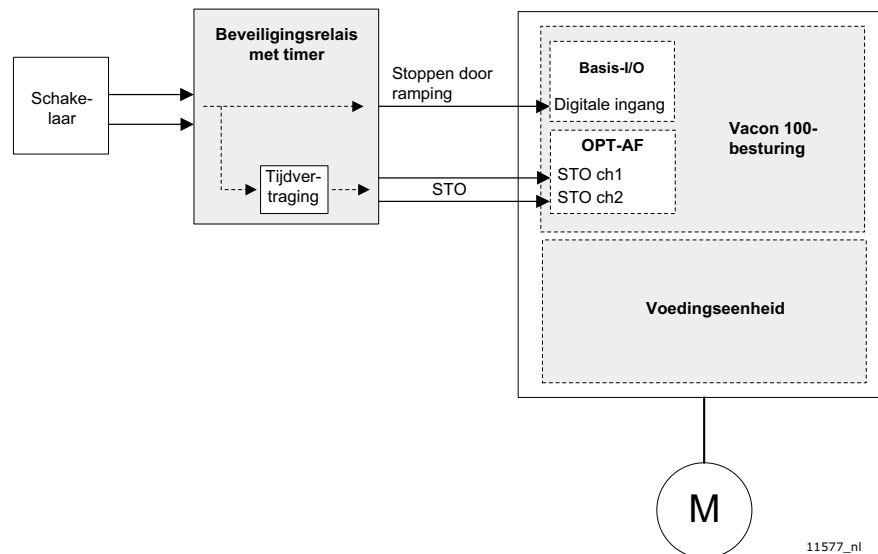 Schake-
laar
Beveiligingsrelais
met timer
Tijdver-
traging
Stoppen door
ramping
STO
Basis-I/O
Digitale ingang
OPT-AF
STO ch1
STO ch2
Vacon 100-
besturing
Voedingseenheid
M
11577_nl